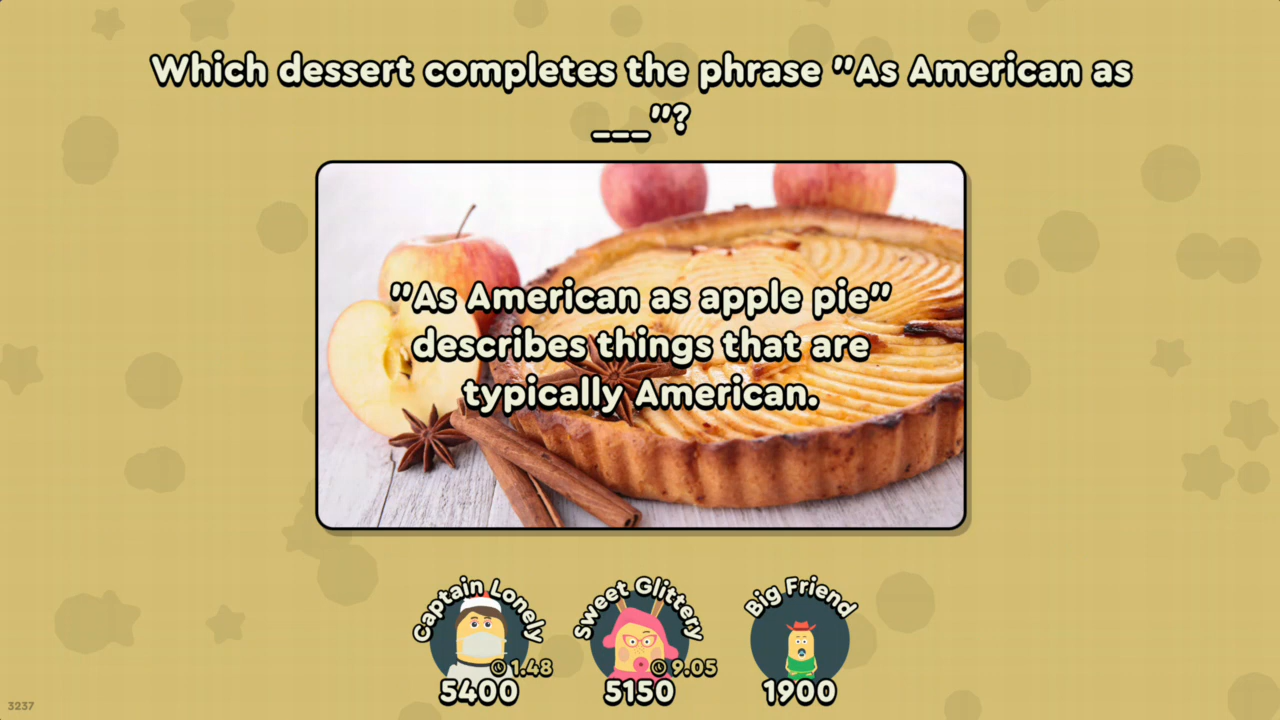 Which dessert completes the phrase "As American as
___"?
"As American as apple pie"
describes things that are
typically American.
Captain Lonely
Sweet Glittery
Big Friend
1.48
9.05
5400
5150
1900
3237